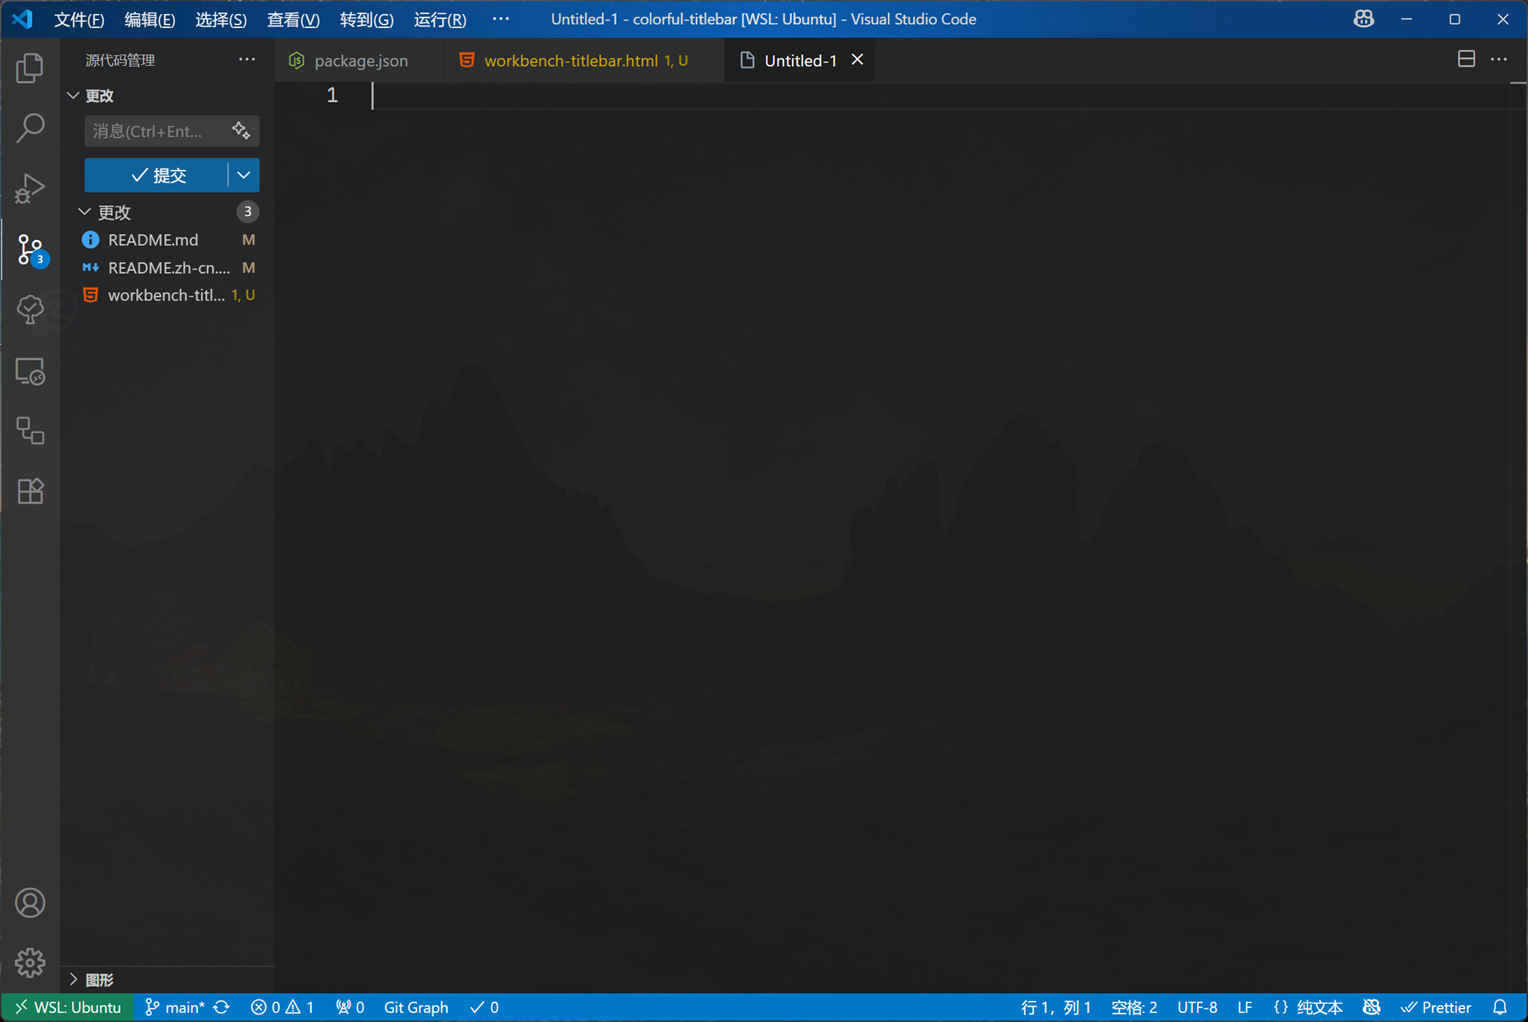 文件(F) 编辑(E) 选择(S) 查看(V) 转到(G) 运行(R) ··· Untitled-1 - colorful-titlebar [WSL: Ubuntu] - Visual Studio Code
源代码管理 ···
package.json
workbench-titlebar.html 1, U
Untitled-1
更改
消息(Ctrl+Ent...
提交
更改 3
README.md M
README.zh-cn.... M
workbench-titl... 1, U
3
1
图形
WSL: Ubuntu main* 0 1 0 Git Graph 0 行 1，列 1 空格: 2 UTF-8 LF {} 纯文本 Prettier